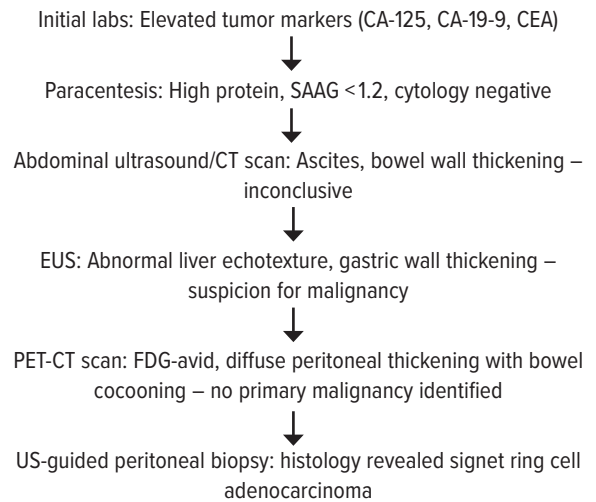 Initial labs: Elevated tumor markers (CA-125, CA-19-9, CEA)
Paracentesis: High protein, SAAG <1.2, cytology negative
Abdominal ultrasound/CT scan: Ascites, bowel wall thickening –
inconclusive
EUS: Abnormal liver echotexture, gastric wall thickening –
suspicion for malignancy
PET-CT scan: FDG-avid, diffuse peritoneal thickening with bowel
cocooning – no primary malignancy identified
US-guided peritoneal biopsy: histology revealed signet ring cell
adenocarcinoma